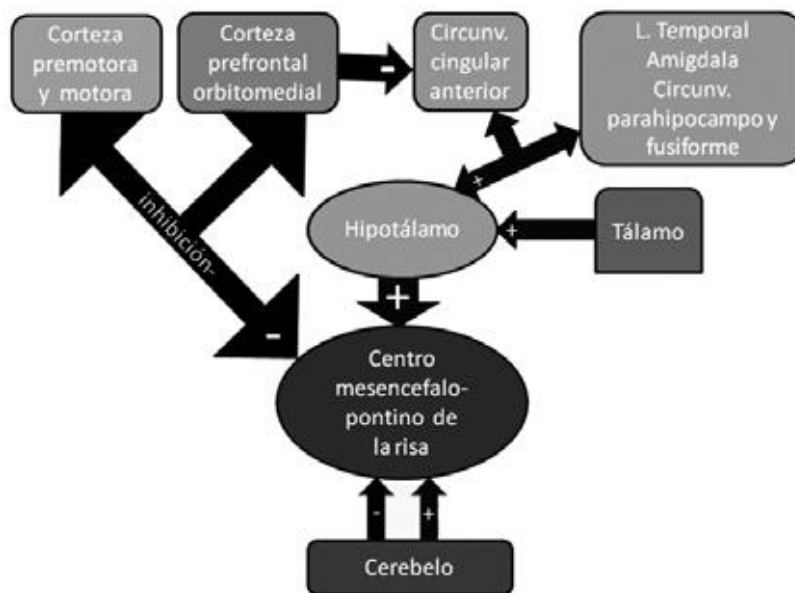 Corteza
premotora
y motora
Corteza
prefrontal
orbitomedial
-
Circunv.
cingular
anterior
L. Temporal
Amigdala
Circunv.
parahipocampo y
fusiforme
+
inhibición-
Hipotálamo
+
Tálamo
+
-
Centro
mesencefalo-
pontino de
la risa
-
+
Cerebelo